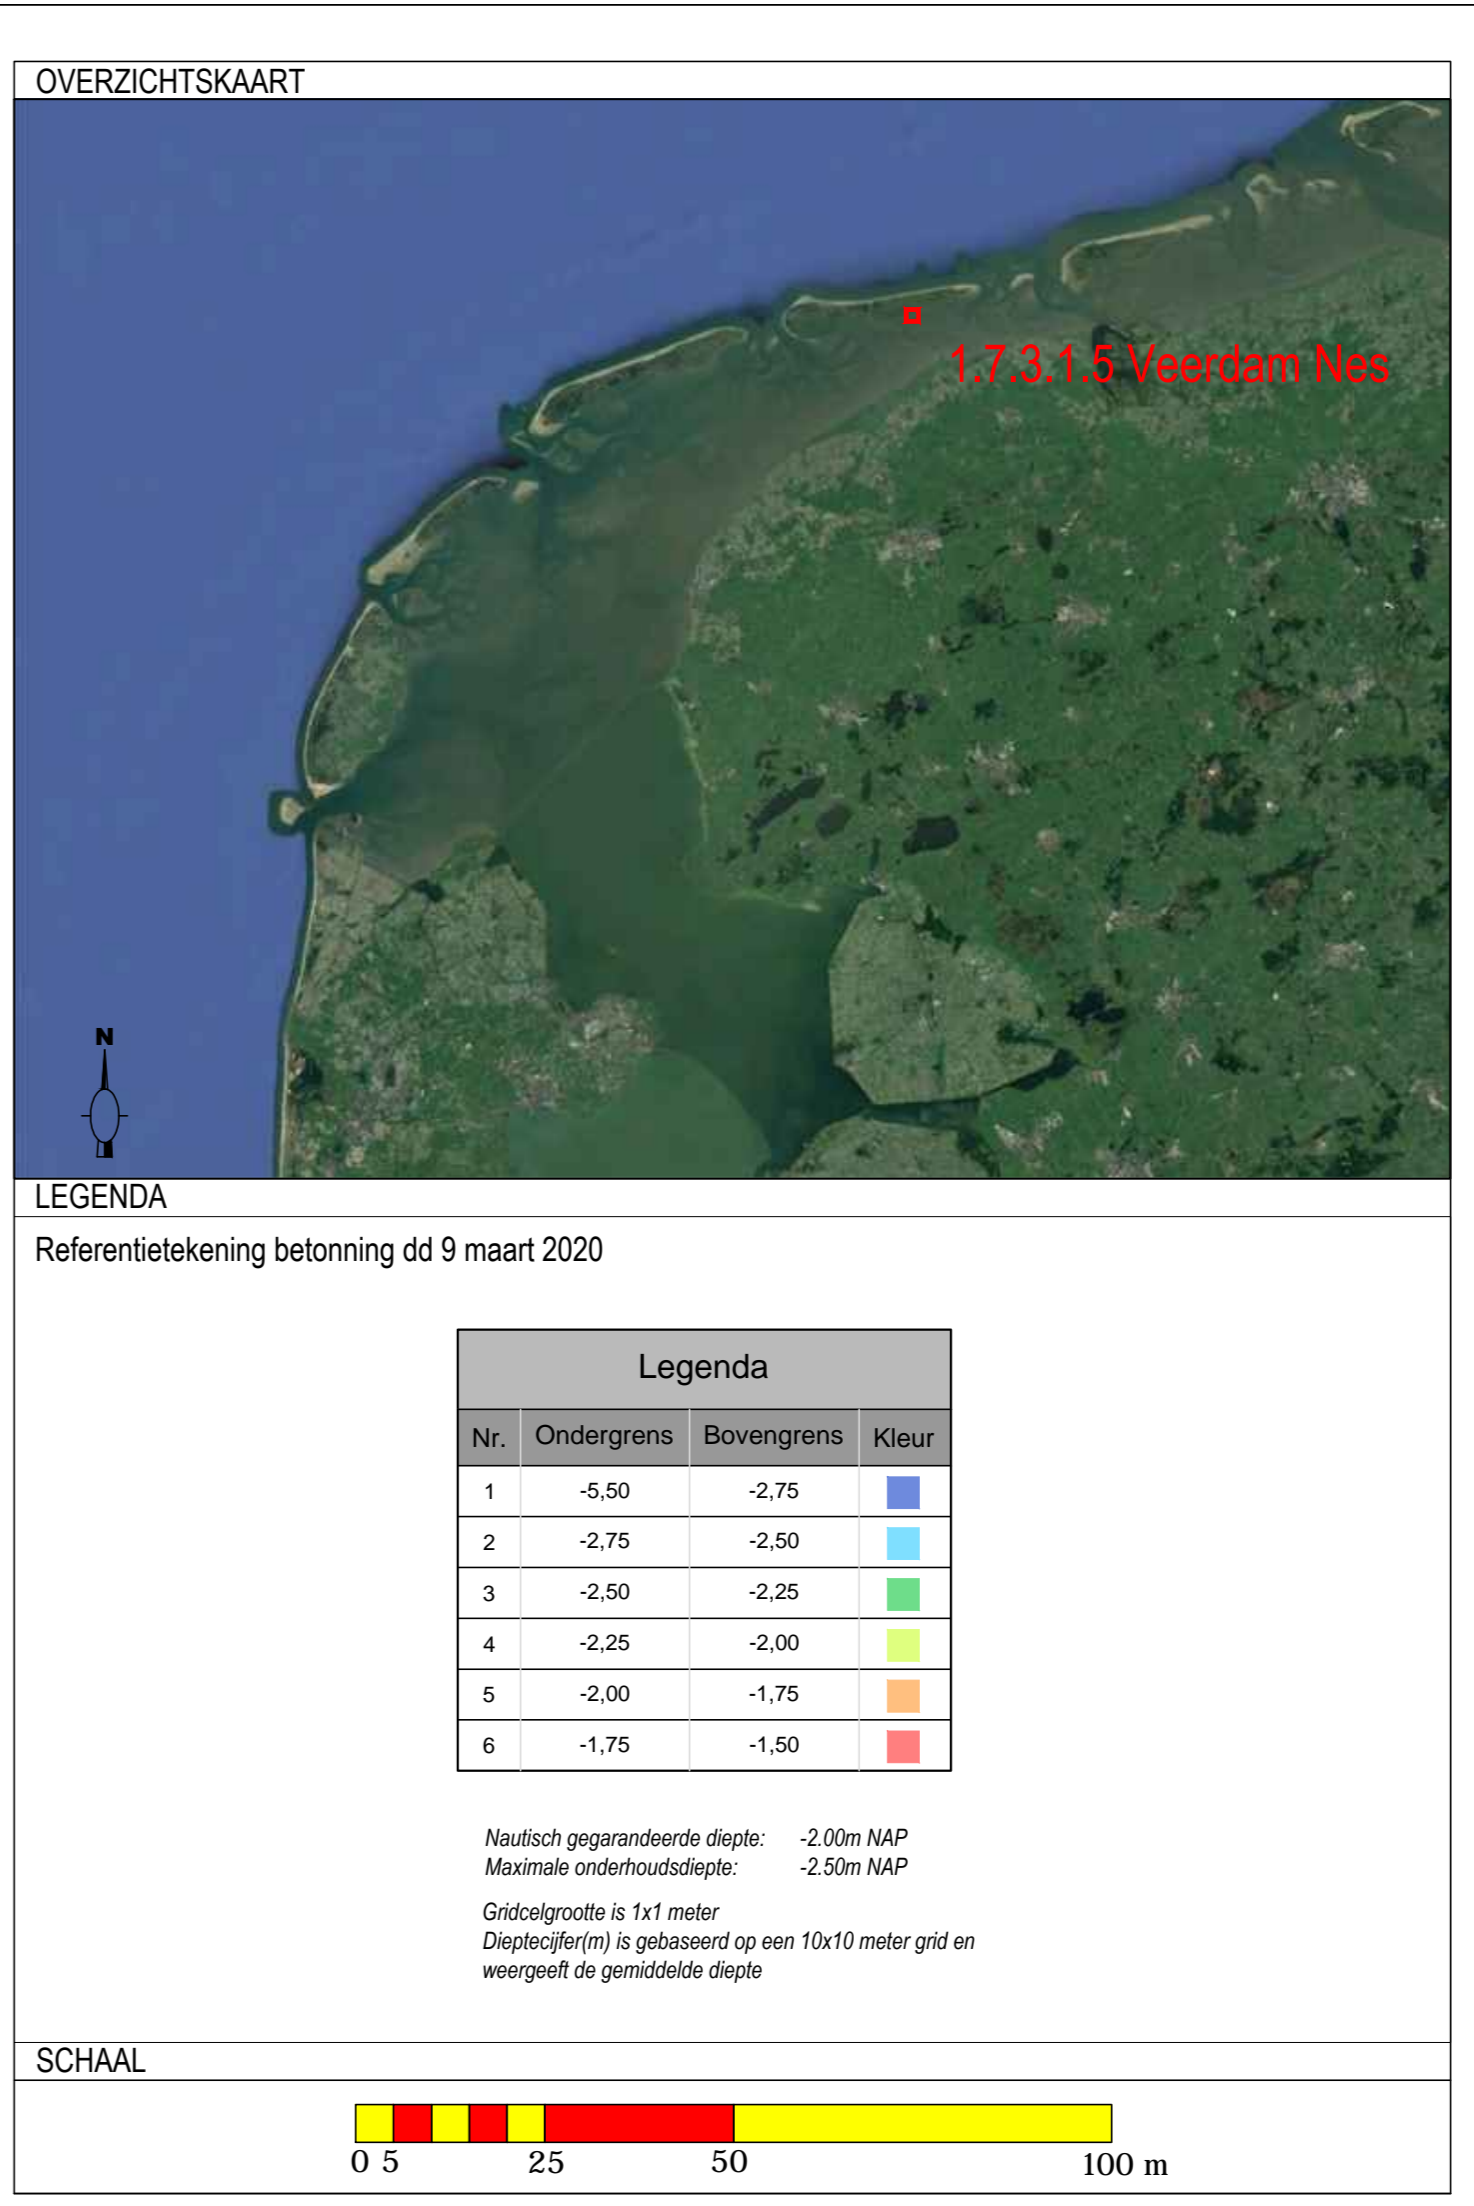 OVERZICHTSKAART
1.7.3.1.5 Veerdam Nes
N
LEGENDA
Referentietekening betonning dd 9 maart 2020
Legenda
Nr. Ondergrens Bovengrens Kleur
1 -5,50 -2,75
2 -2,75 -2,50
3 -2,50 -2,25
4 -2,25 -2,00
5 -2,00 -1,75
6 -1,75 -1,50
Nautisch gegarandeerde diepte: -2.00m NAP
Maximale onderhoudsdiepte: -2.50m NAP
Gridcelgrootte is 1x1 meter
Dieptecijfer(m) is gebaseerd op een 10x10 meter grid en
weergeeft de gemiddelde diepte
SCHAAL
0 5 25 50 100 m